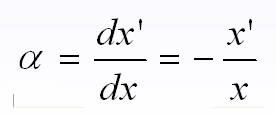 α = dx'/dx = - x'/x